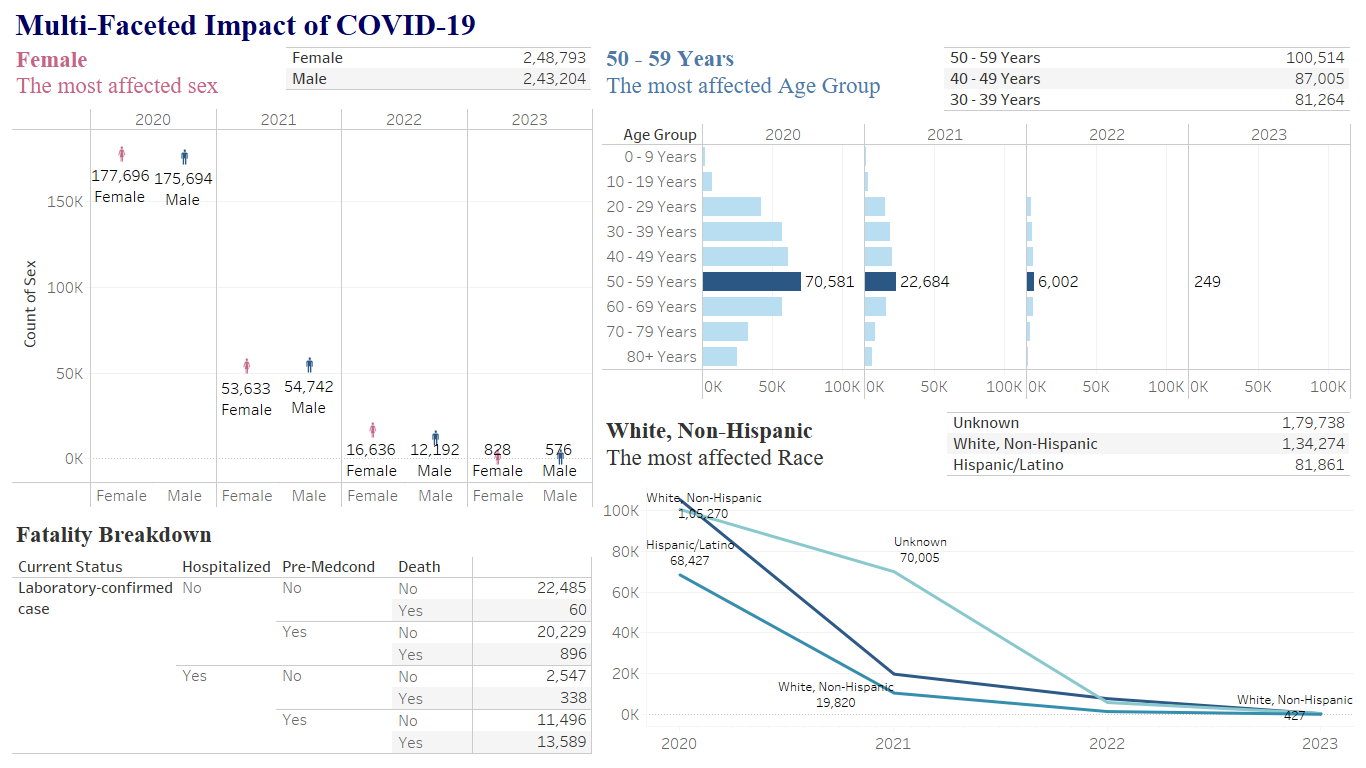 Multi-Faceted Impact of COVID-19
Female
The most affected sex
Female 2,48,793
Male 2,43,204
2020 2021 2022 2023
Count of Sex
150K
100K
50K
0K
177,696 175,694
Female Male
53,633 54,742
Female Male
16,636 12,192 828 576
Female Male Female Male
Female Male Female Male Female Male Female Male
Fatality Breakdown
Current Status Hospitalized Pre-Medcond Death
Laboratory-confirmed No No No 22,485
case Yes 60
Yes No 20,229
Yes 896
Yes No No 2,547
Yes 338
Yes No 11,496
Yes 13,589
50 - 59 Years
The most affected Age Group
50 - 59 Years 100,514
40 - 49 Years 87,005
30 - 39 Years 81,264
Age Group 2020 2021 2022 2023
0 - 9 Years
10 - 19 Years
20 - 29 Years
30 - 39 Years
40 - 49 Years
50 - 59 Years 70,581 22,684 6,002 249
60 - 69 Years
70 - 79 Years
80+ Years
0K 50K 100K 0K 50K 100K 0K 50K 100K 0K 50K 100K
White, Non-Hispanic
The most affected Race
Unknown 1,79,738
White, Non-Hispanic 1,34,274
Hispanic/Latino 81,861
100K
80K
60K
40K
20K
0K
White, Non-Hispanic
1,05,270
Hispanic/Latino
68,427
Unknown
70,005
White, Non-Hispanic
19,820
White, Non-Hispanic
427
2020 2021 2022 2023